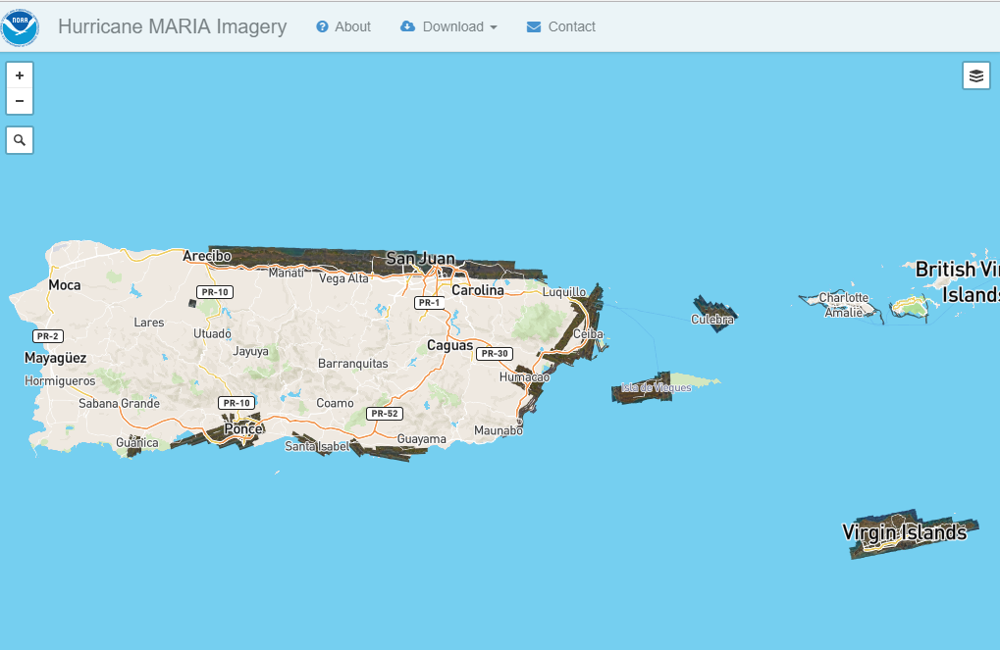 NOAA
Hurricane MARIA Imagery
About
Download
Contact
+
−
Arecibo
San Juan
Manatí
Vega Alta
Moca
PR-10
Carolina
Luquillo
PR-1
British Vi
Islands
Charlotte
Amalie
Culebra
Lares
PR-2
Utuado
Ceiba
Jayuya
Caguas
PR-30
Mayagüez
Barranquitas
Hormigueros
Humacao
Isla de Vieques
Sabana Grande
PR-10
Coamo
PR-52
Ponce
Maunabo
Guánica
Santa Isabel
Guayama
Virgin Islands